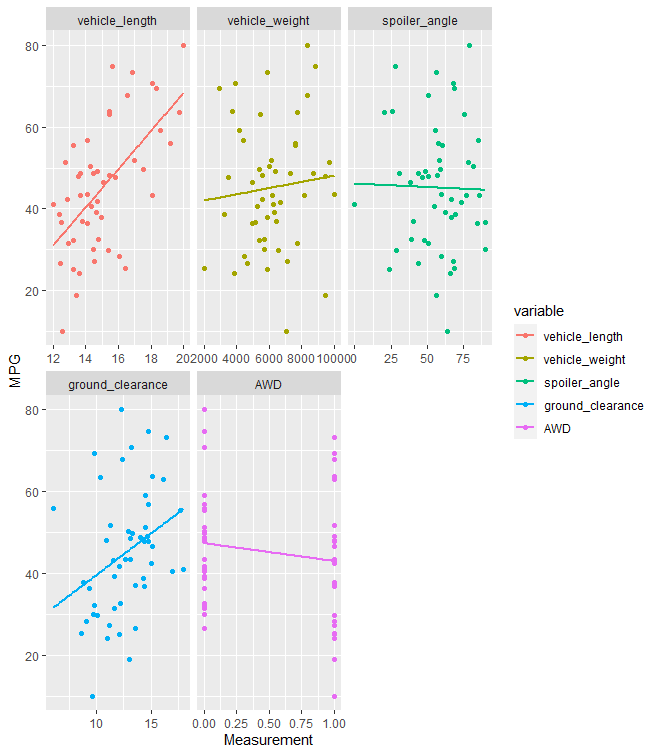 vehicle_length vehicle_weight spoiler_angle
80
60
40
20
12 14 16 18 20 2000 4000 6000 8000 10000 0 25 50 75
ground_clearance AWD
80
60
40
20
10 15 0.00 0.25 0.50 0.75 1.00
Measurement
MPG
variable
vehicle_length
vehicle_weight
spoiler_angle
ground_clearance
AWD